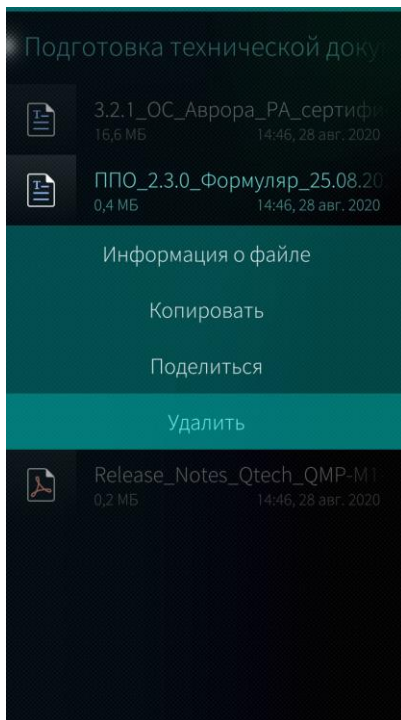 Подготовка технической доку
3.2.1_ОС_Аврора_РА_сертифи
16,6 МБ 14:46, 28 авг. 2020
ППО_2.3.0_Формуляр_25.08.20
0,4 МБ 14:46, 28 авг. 2020
Информация о файле
Копировать
Поделиться
Удалить
Release_Notes_Qtech_QMP-M1-
0,2 МБ 14:46, 28 авг. 2020